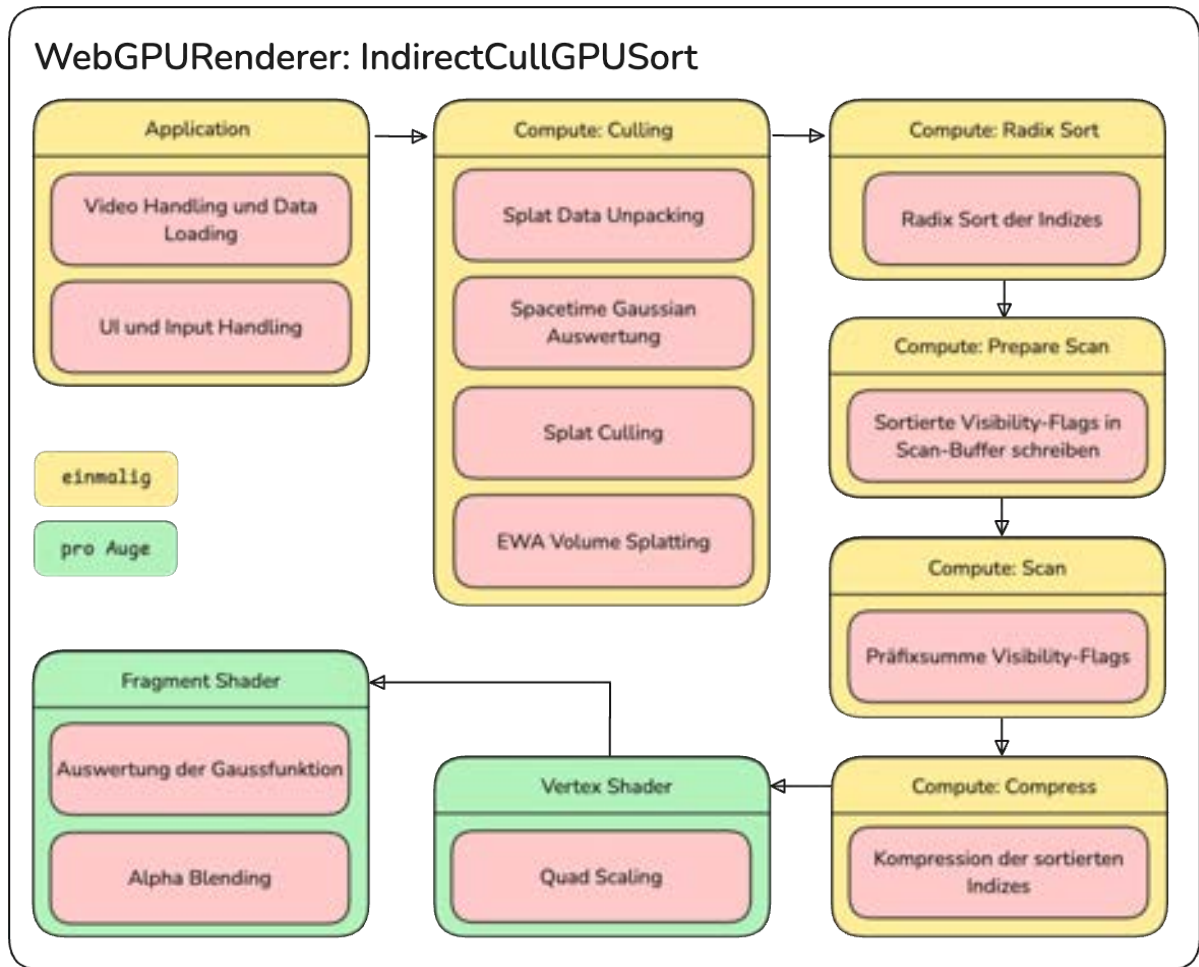 WebGPURenderer: IndirectCullGPUSort
Application
Video Handling und Data
Loading
UI und Input Handling
Compute: Culling
Splat Data Unpacking
Spacetime Gaussian
Auswertung
Splat Culling
EWA Volume Splatting
Compute: Radix Sort
Radix Sort der Indizes
Compute: Prepare Scan
Sortierte Visibility-Flags in
Scan-Buffer schreiben
Compute: Scan
Präfixsumme Visibility-Flags
Compute: Compress
Kompression der sortierten
Indizes
Vertex Shader
Quad Scaling
Fragment Shader
Auswertung der Gaussfunktion
Alpha Blending
einmalig
pro Auge